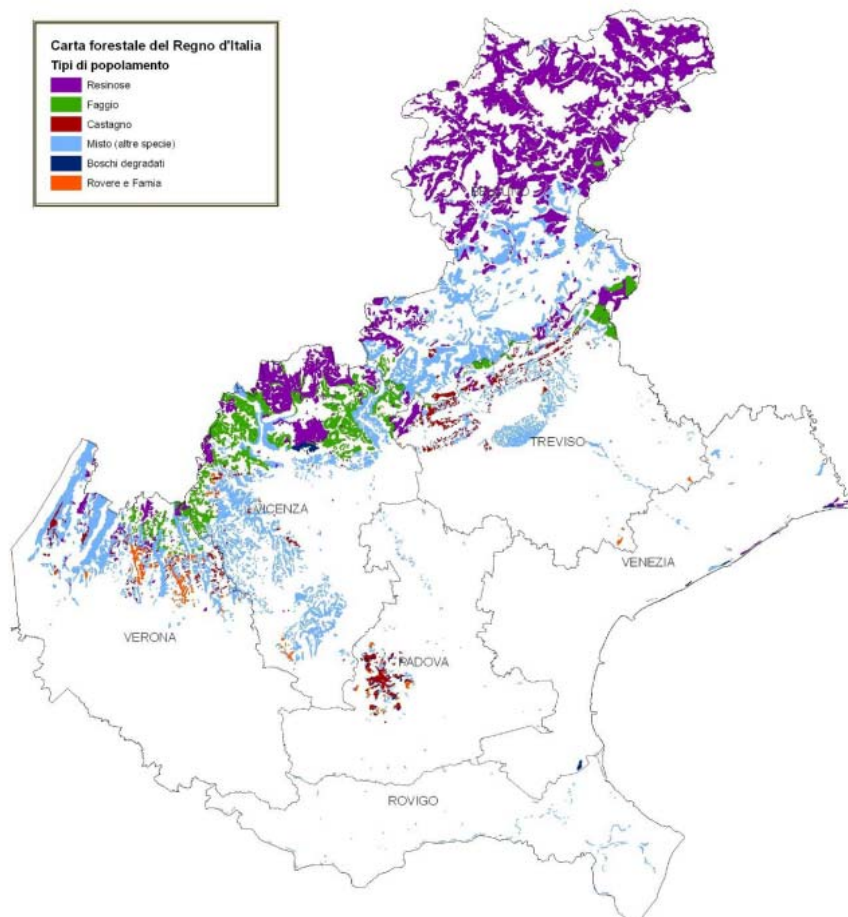 Carta forestale del Regno d'Italia
Tipi di popolamento
Resinose
Faggio
Castagno
Misto (altre specie)
Boschi degradati
Rovere e Farnia
BELLUNO
TREVISO
VICENZA
VENEZIA
VERONA
PADOVA
ROVIGO